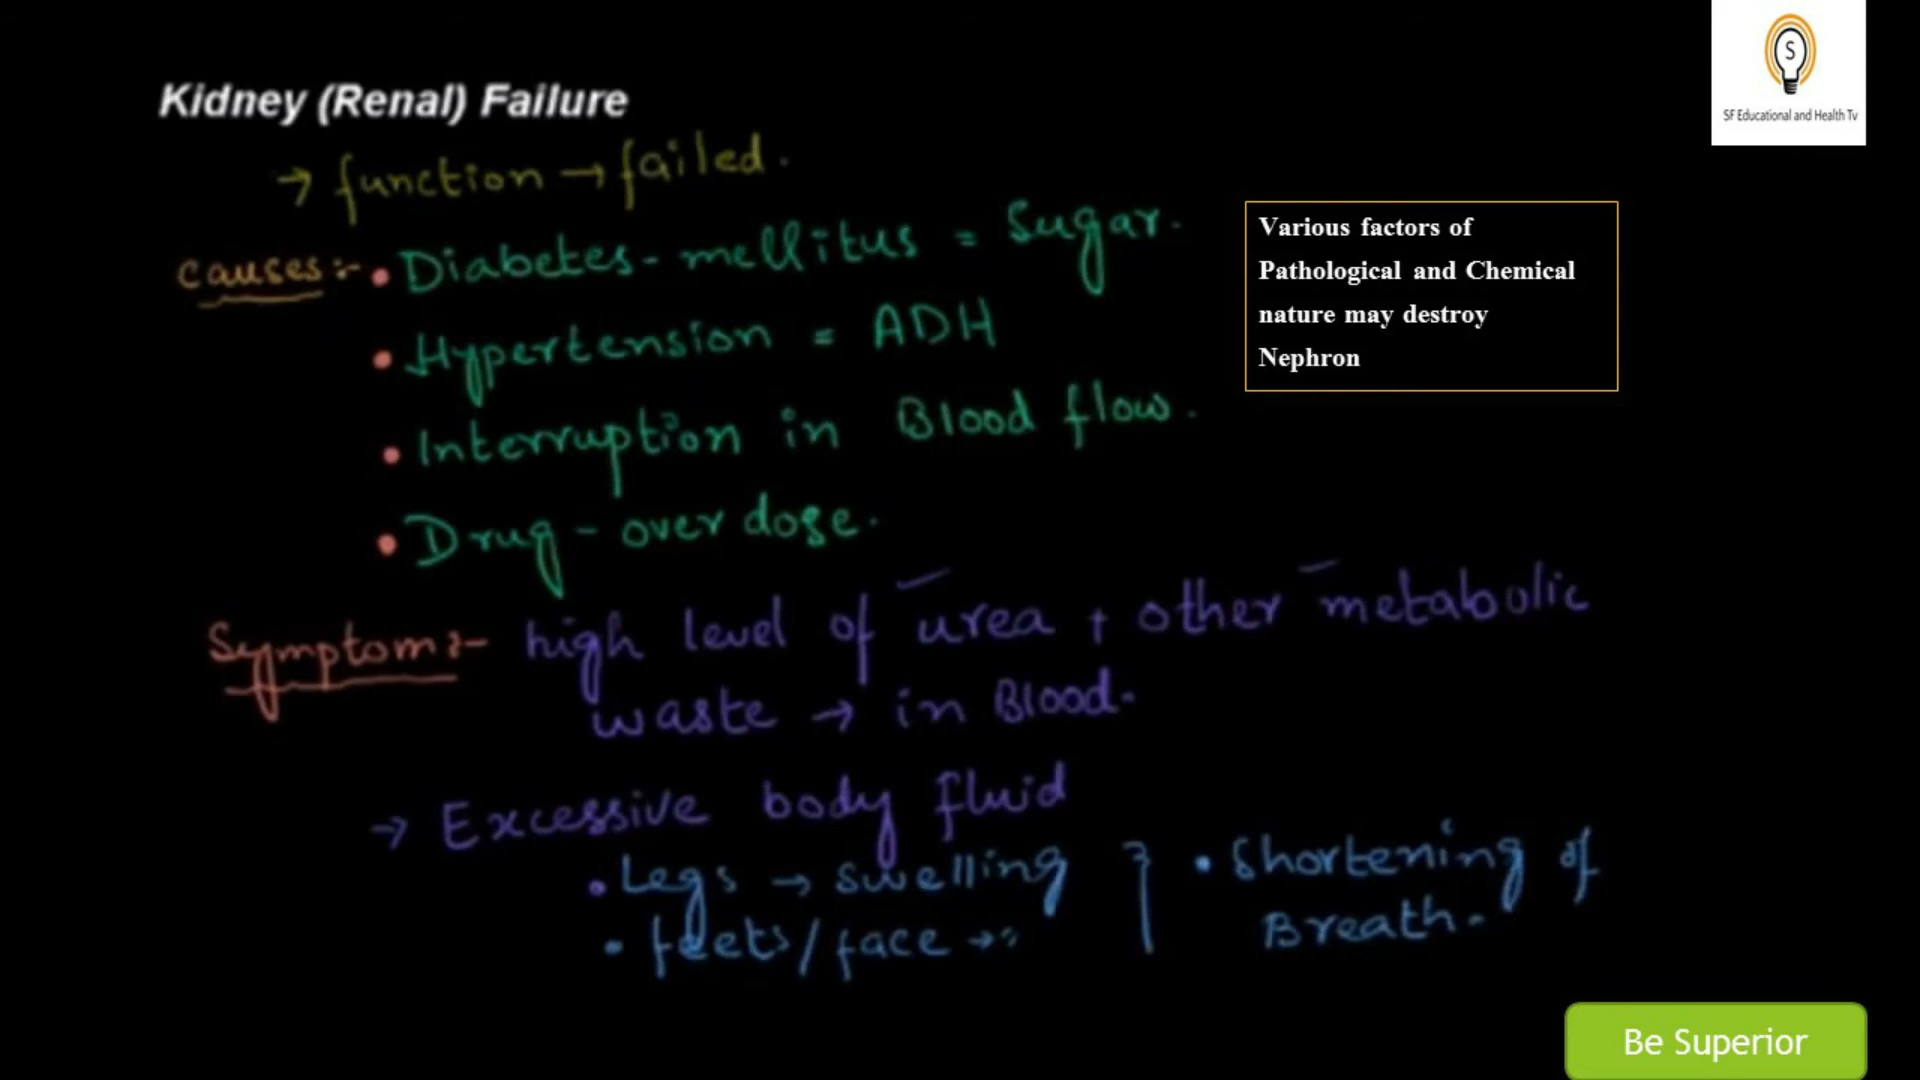 Kidney (Renal) Failure
→ function → failed.
causes:- • Diabetes - mellitus = Sugar.
• Hypertension = ADH
• Interruption in Blood flow.
• Drug - over dose.
Symptom:- high level of urea + other metabolic
waste → in Blood.
→ Excessive body fluid
• Legs → swelling } • Shortening of
• feets/face → " Breath.
Various factors of
Pathological and Chemical
nature may destroy
Nephron
S
SF Educational and Health Tv
Be Superior